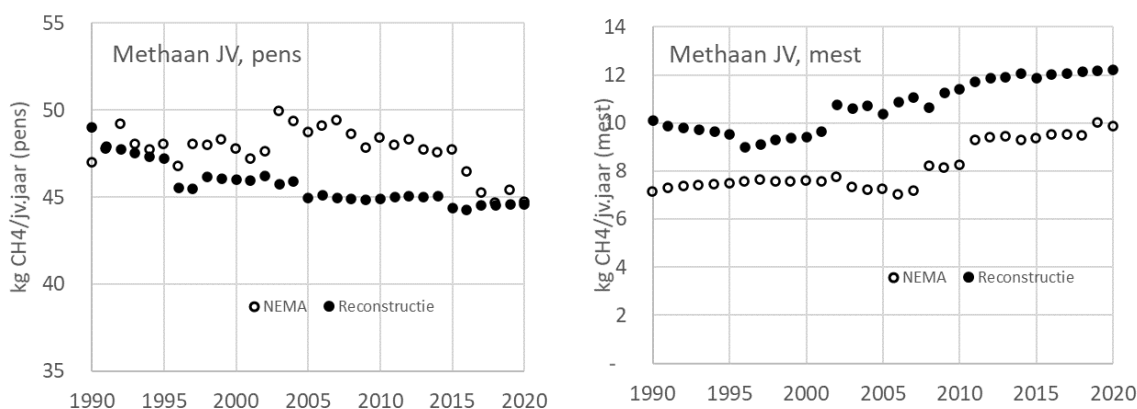 Methaan JV, pens
kg CH4/jv.jaar (pens)
55
50
45
40
35
NEMA Reconstructie
1990 1995 2000 2005 2010 2015 2020
Methaan JV, mest
kg CH4/jv.jaar (mest)
14
12
10
8
6
4
2
-
NEMA Reconstructie
1990 1995 2000 2005 2010 2015 2020